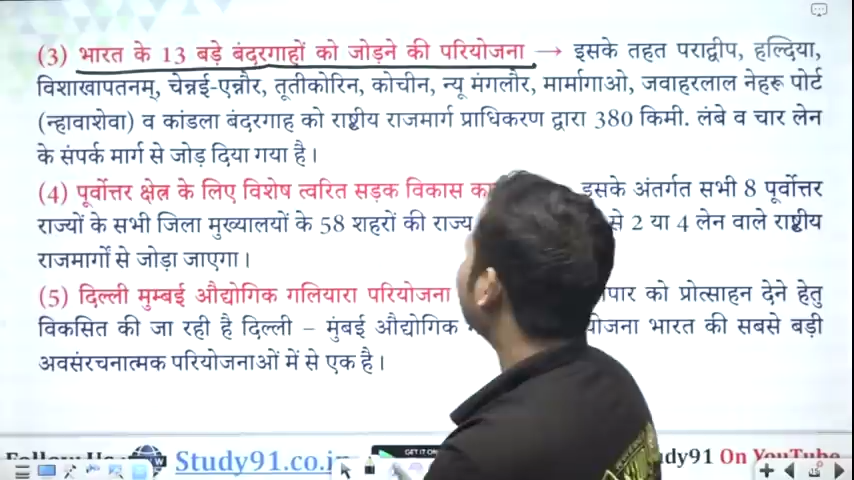 (3) भारत के 13 बड़े बंदरगाहों को जोड़ने की परियोजना → इसके तहत पराद्वीप, हल्दिया,
विशाखापतनम्, चेन्नई-एन्नौर, तूतीकोरिन, कोचीन, न्यू मंगलौर, मार्मागाओ, जवाहरलाल नेहरू पोर्ट
(न्हावाशेवा) व कांडला बंदरगाह को राष्ट्रीय राजमार्ग प्राधिकरण द्वारा 380 किमी. लंबे व चार लेन
के संपर्क मार्ग से जोड़ दिया गया है।
(4) पूर्वोत्तर क्षेत्र के लिए विशेष त्वरित सड़क विकास का इसके अंतर्गत सभी 8 पूर्वोत्तर
राज्यों के सभी जिला मुख्यालयों के 58 शहरों की राज्य से 2 या 4 लेन वाले राष्ट्रीय
राजमार्गों से जोड़ा जाएगा।
(5) दिल्ली मुम्बई औद्योगिक गलियारा परियोजना को प्रोत्साहन देने हेतु
विकसित की जा रही है दिल्ली – मुंबई औद्योगिक भारत की सबसे बड़ी
अवसंरचनात्मक परियोजनाओं में से एक है।
Study91.co.in GET IT ON dy91 On YouTube